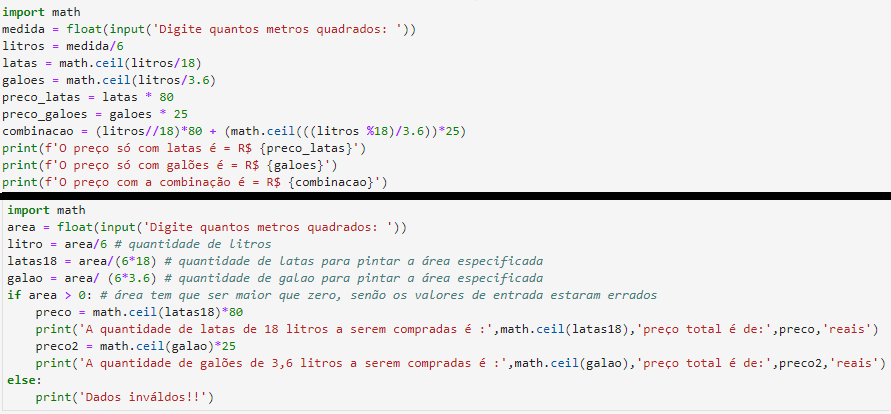 import math
medida = float(input('Digite quantos metros quadrados: '))
litros = medida/6
latas = math.ceil(litros/18)
galoes = math.ceil(litros/3.6)
preco_latas = latas * 80
preco_galoes = galoes * 25
combinacao = (litros//18)*80 + (math.ceil(((litros %18)/3.6))*25)
print(f'O preço só com latas é = R$ {preco_latas}')
print(f'O preço só com galões é = R$ {galoes}')
print(f'O preço com a combinação é = R$ {combinacao}')
import math
area = float(input('Digite quantos metros quadrados: '))
litro = area/6 # quantidade de litros
latas18 = area/(6*18) # quantidade de latas para pintar a área especificada
galao = area/ (6*3.6) # quantidade de galao para pintar a área especificada
if area > 0: # área tem que ser maior que zero, senão os valores de entrada estaram errados
    preco = math.ceil(latas18)*80
    print('A quantidade de latas de 18 litros a serem compradas é :',math.ceil(latas18),'preço total é de:',preco,'reais')
    preco2 = math.ceil(galao)*25
    print('A quantidade de galões de 3,6 litros a serem compradas é :',math.ceil(galao),'preço total é de:',preco2,'reais')
else:
    print('Dados inváldos!!')